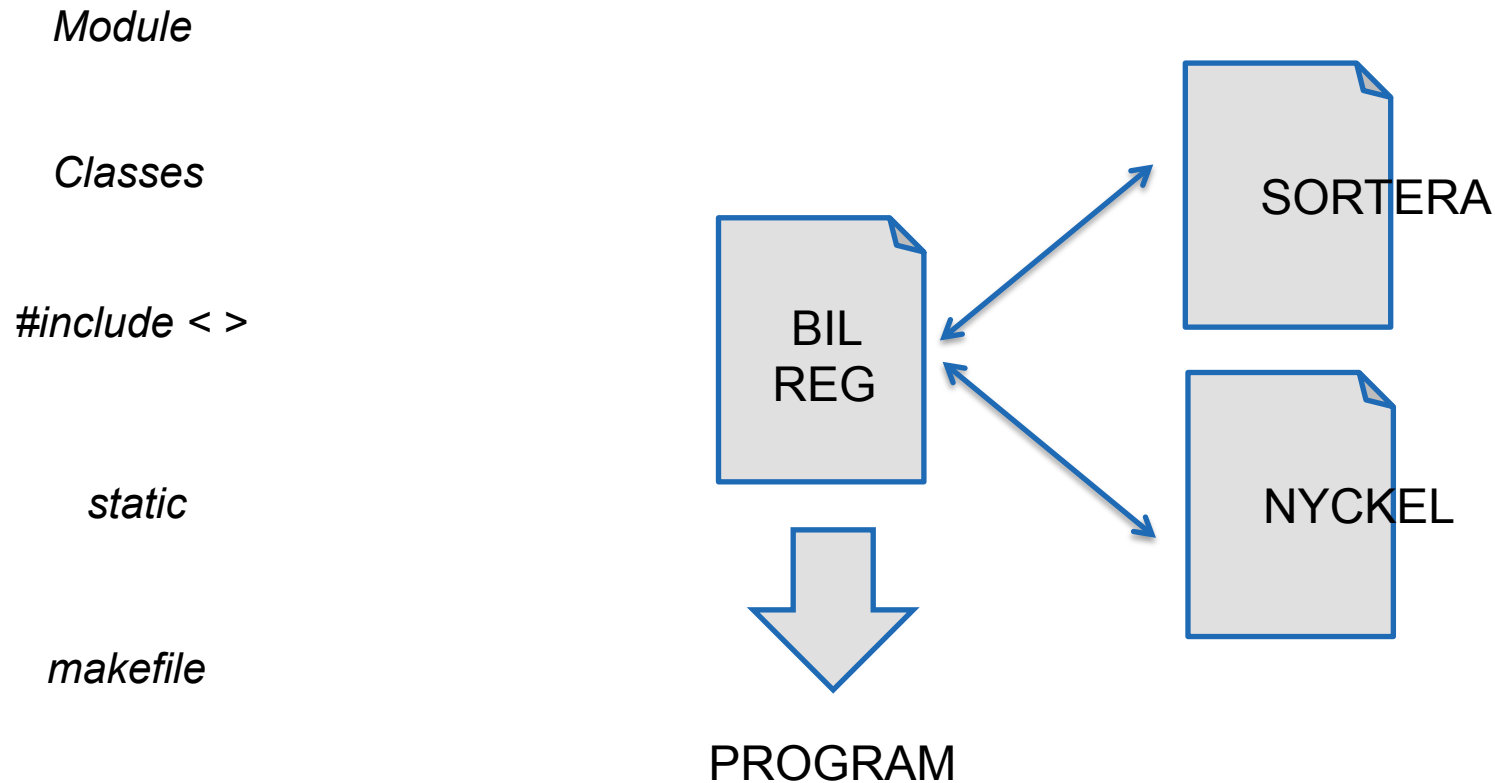 Module
Classes
#include < >
static
makefile
BIL
REG
SORTERA
NYCKEL
PROGRAM